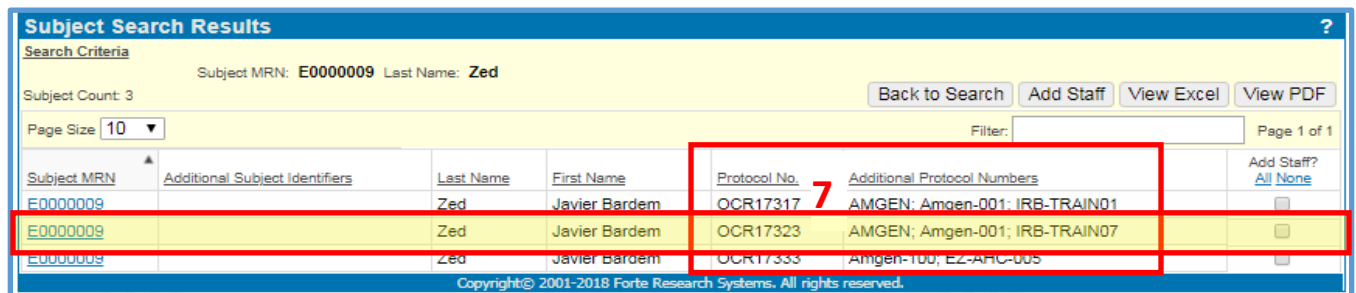 Subject Search Results ?
Search Criteria
Subject MRN: E0000009 Last Name: Zed
Subject Count: 3 Back to Search Add Staff View Excel View PDF
Page Size 10 ▼ Filter: Page 1 of 1
Subject MRN Additional Subject Identifiers Last Name First Name Protocol No. Additional Protocol Numbers Add Staff? All None
7
E0000009 Zed Javier Bardem OCR17317 AMGEN; Amgen-001; IRB-TRAIN01
E0000009 Zed Javier Bardem OCR17323 AMGEN; Amgen-001; IRB-TRAIN07
E0000009 Zed Javier Bardem OCR17333 Amgen-100; EZ-AHC-005
Copyright© 2001-2018 Forte Research Systems. All rights reserved.